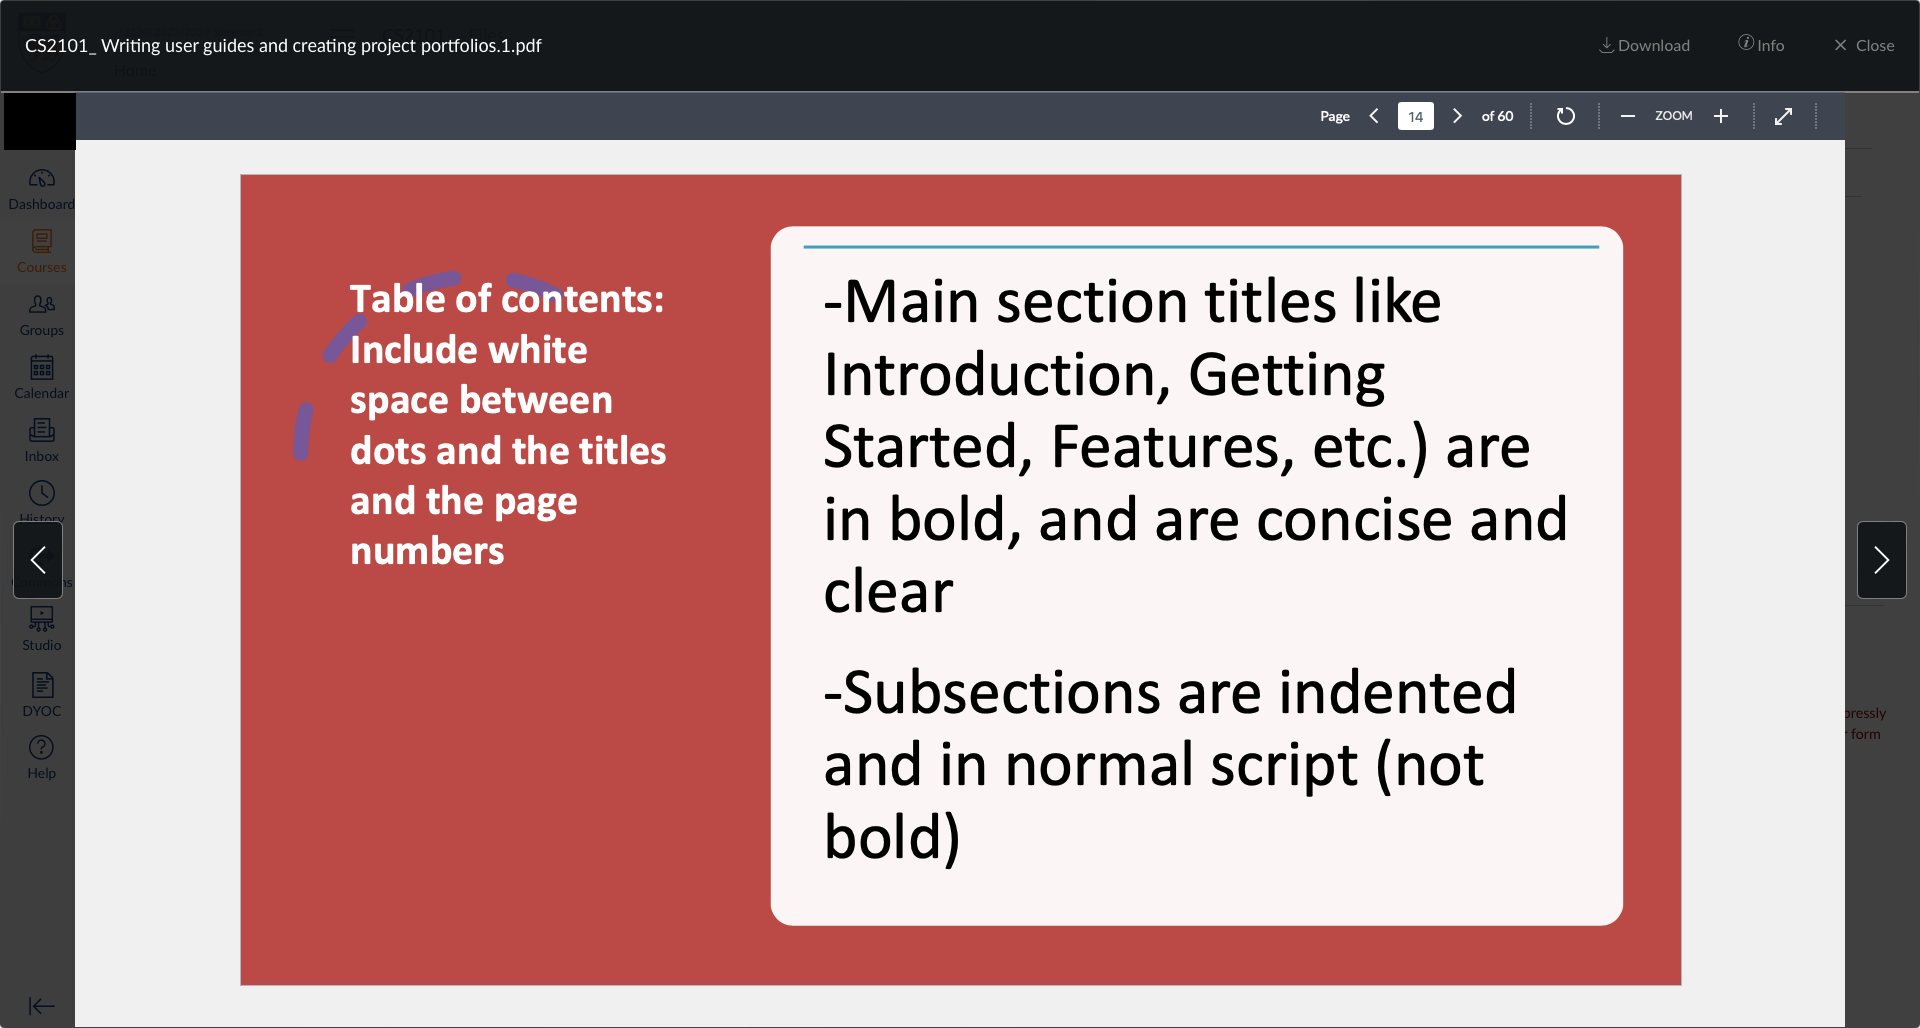 CS2101_ Writing user guides and creating project portfolios.1.pdf
Download
Info
Close
Page
14
of 60
ZOOM
Dashboard
Courses
Groups
Calendar
Inbox
History
Studio
DYOC
Help
Table of contents:
Include white
space between
dots and the titles
and the page
numbers
-Main section titles like
Introduction, Getting
Started, Features, etc.) are
in bold, and are concise and
clear
-Subsections are indented
and in normal script (not
bold)
form